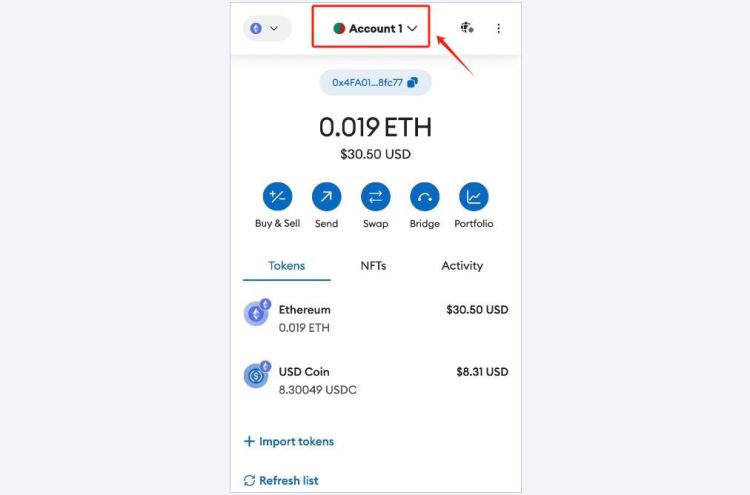 Account 1
0x4FA01...8fc77
0.019 ETH
$30.50 USD
Buy & Sell Send Swap Bridge Portfolio
Tokens NFTs Activity
Ethereum $30.50 USD
0.019 ETH
USD Coin $8.31 USD
8.30049 USDC
+ Import tokens
Refresh list